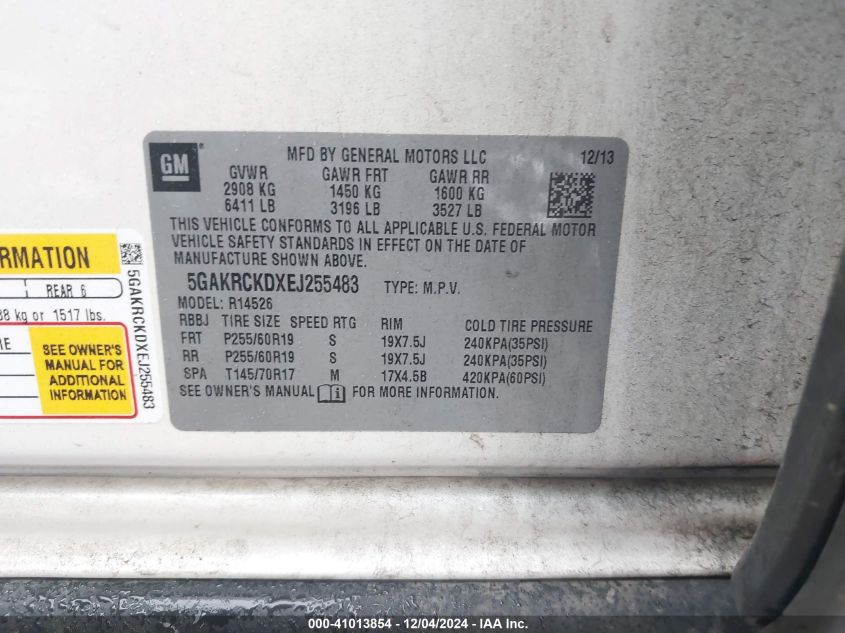 GM
MFD BY GENERAL MOTORS LLC 12/13
GVWR GAWR FRT GAWR RR
2908 KG 1450 KG 1600 KG
6411 LB 3196 LB 3527 LB
THIS VEHICLE CONFORMS TO ALL APPLICABLE U.S. FEDERAL MOTOR
VEHICLE SAFETY STANDARDS IN EFFECT ON THE DATE OF
MANUFACTURE SHOWN ABOVE.
5GAKRCKDXEJ255483 TYPE: M.P.V.
MODEL: R14526
RBBJ TIRE SIZE SPEED RTG RIM COLD TIRE PRESSURE
FRT P255/60R19 S 19X7.5J 240KPA(35PSI)
RR P255/60R19 S 19X7.5J 240KPA(35PSI)
SPA T145/70R17 M 17X4.5B 420KPA(60PSI)
SEE OWNER'S MANUAL FOR MORE INFORMATION.
RMATION
REAR 6
kg or 1517 lbs.
SEE OWNER'S
MANUAL FOR
ADDITIONAL
INFORMATION
5GAKRCKDXEJ255483
000-41013854 - 12/04/2024 - IAA Inc.